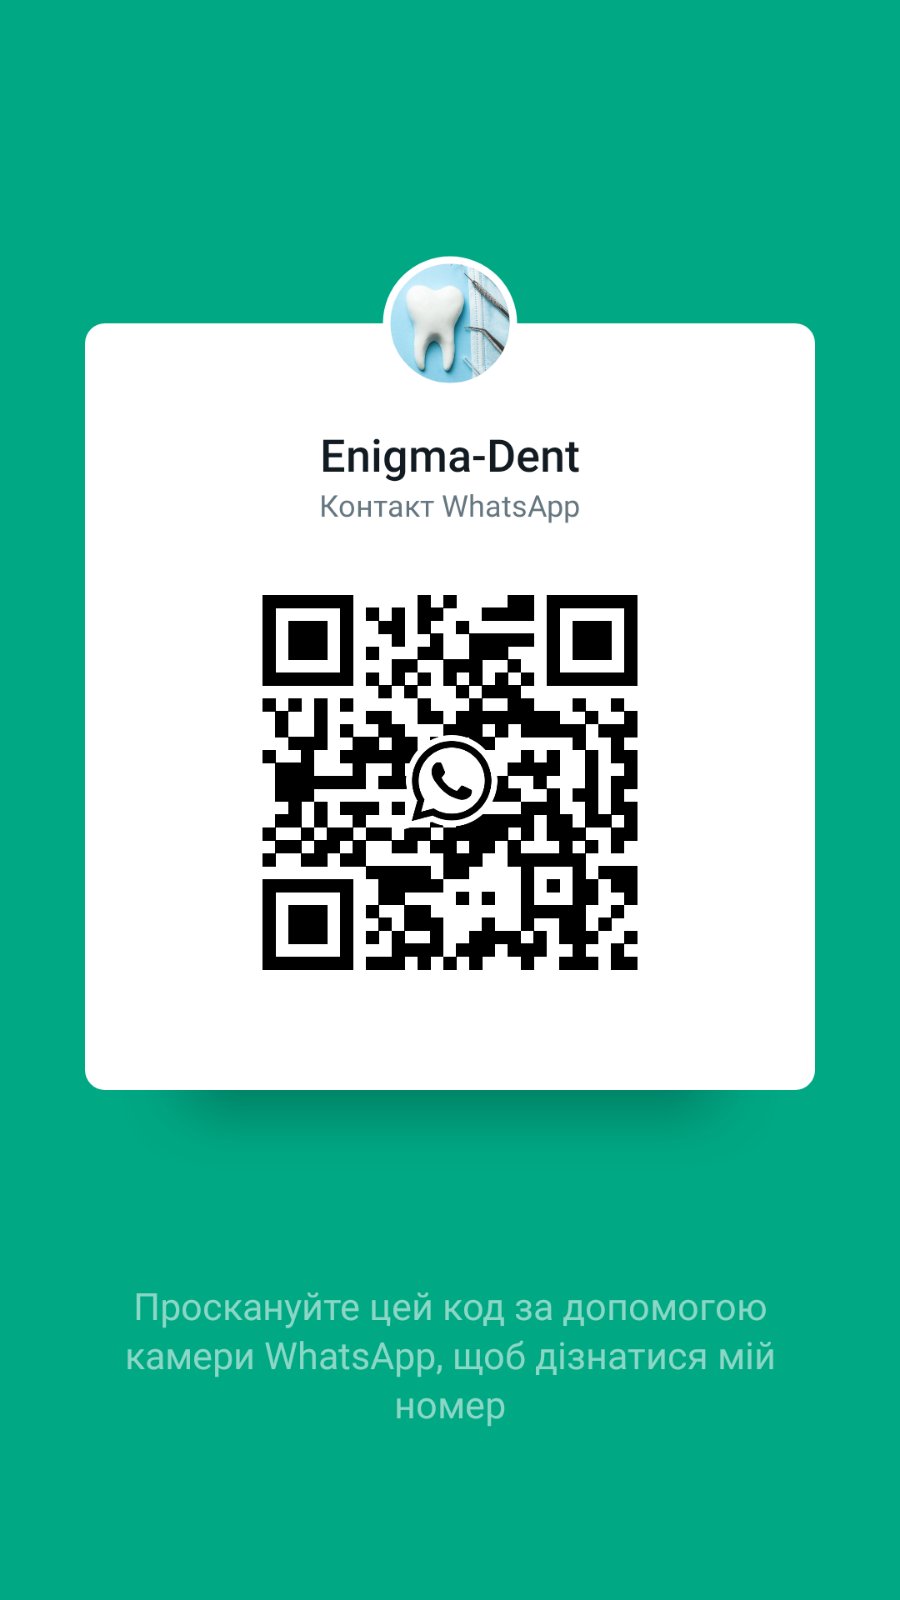 Enigma-Dent
Контакт WhatsApp
Проскануйте цей код за допомогою
камери WhatsApp, щоб дізнатися мій
номер